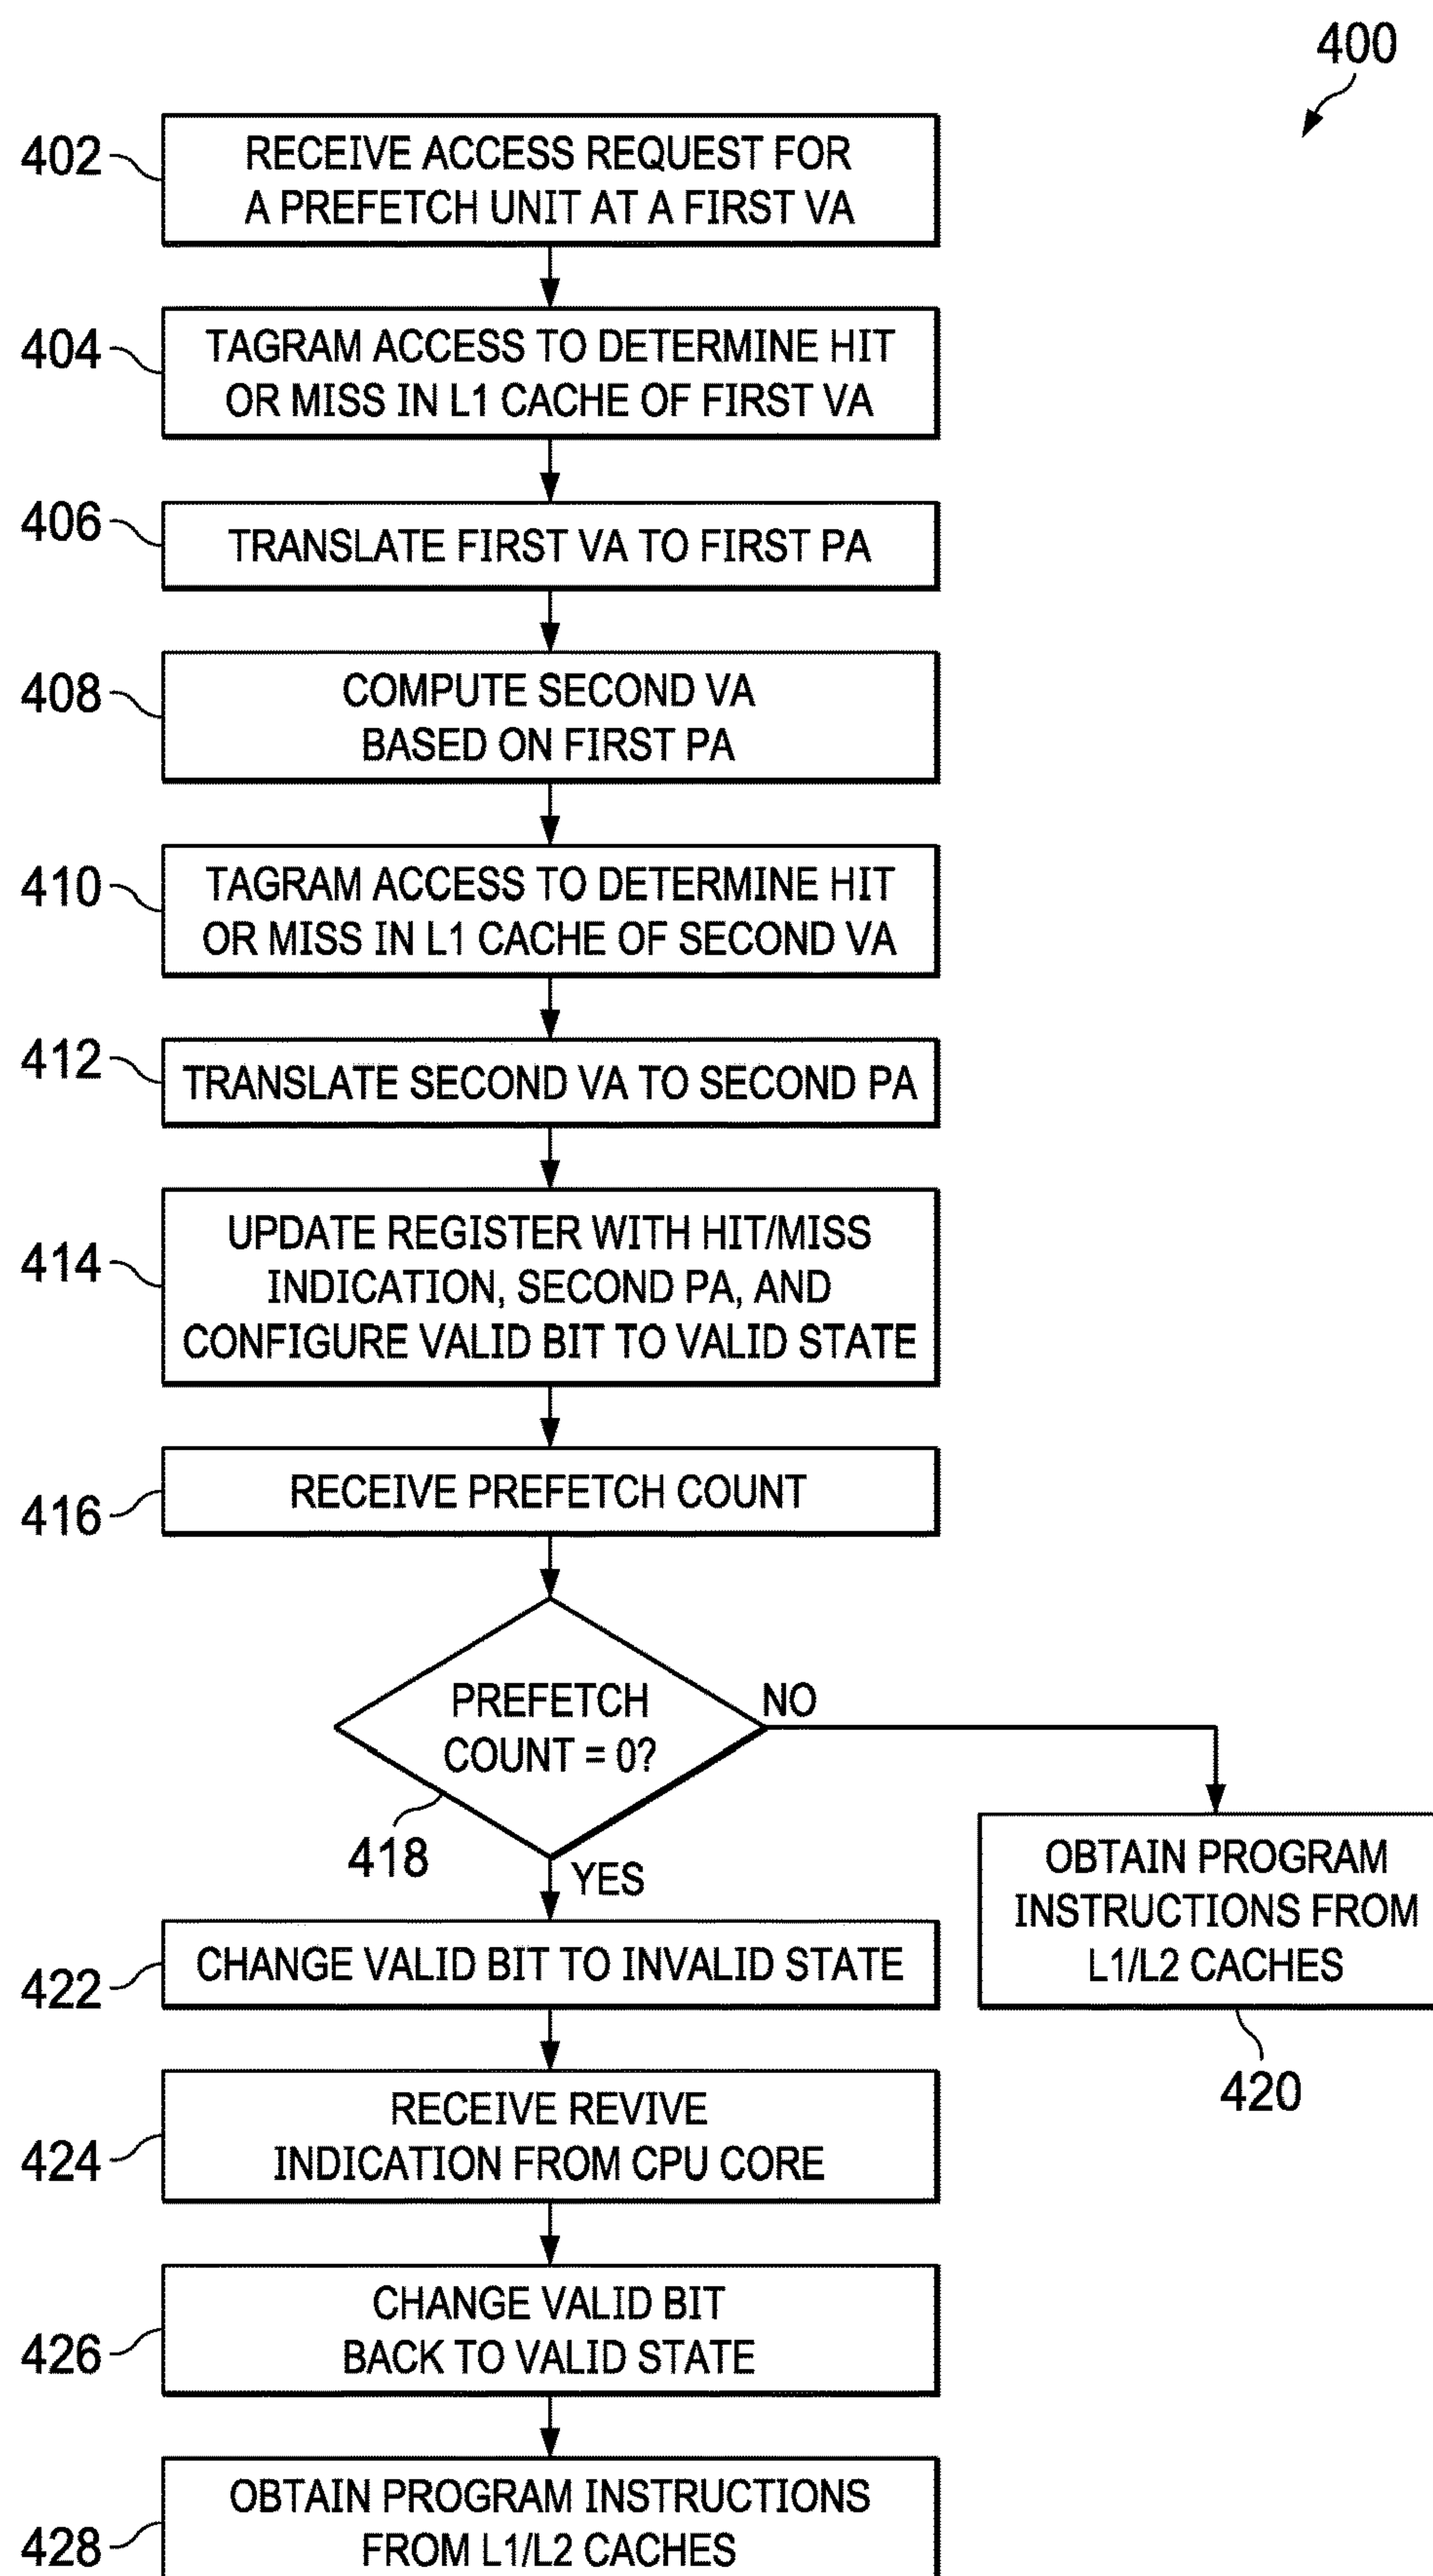 400
402
RECEIVE ACCESS REQUEST FOR
A PREFETCH UNIT AT A FIRST VA
404
TAGRAM ACCESS TO DETERMINE HIT
OR MISS IN L1 CACHE OF FIRST VA
406
TRANSLATE FIRST VA TO FIRST PA
408
COMPUTE SECOND VA
BASED ON FIRST PA
410
TAGRAM ACCESS TO DETERMINE HIT
OR MISS IN L1 CACHE OF SECOND VA
412
TRANSLATE SECOND VA TO SECOND PA
414
UPDATE REGISTER WITH HIT/MISS
INDICATION, SECOND PA, AND
CONFIGURE VALID BIT TO VALID STATE
416
RECEIVE PREFETCH COUNT
PREFETCH
COUNT = 0?
NO
418
YES
OBTAIN PROGRAM
INSTRUCTIONS FROM
L1/L2 CACHES
420
422
CHANGE VALID BIT TO INVALID STATE
424
RECEIVE REVIVE
INDICATION FROM CPU CORE
426
CHANGE VALID BIT
BACK TO VALID STATE
428
OBTAIN PROGRAM INSTRUCTIONS
FROM L1/L2 CACHES